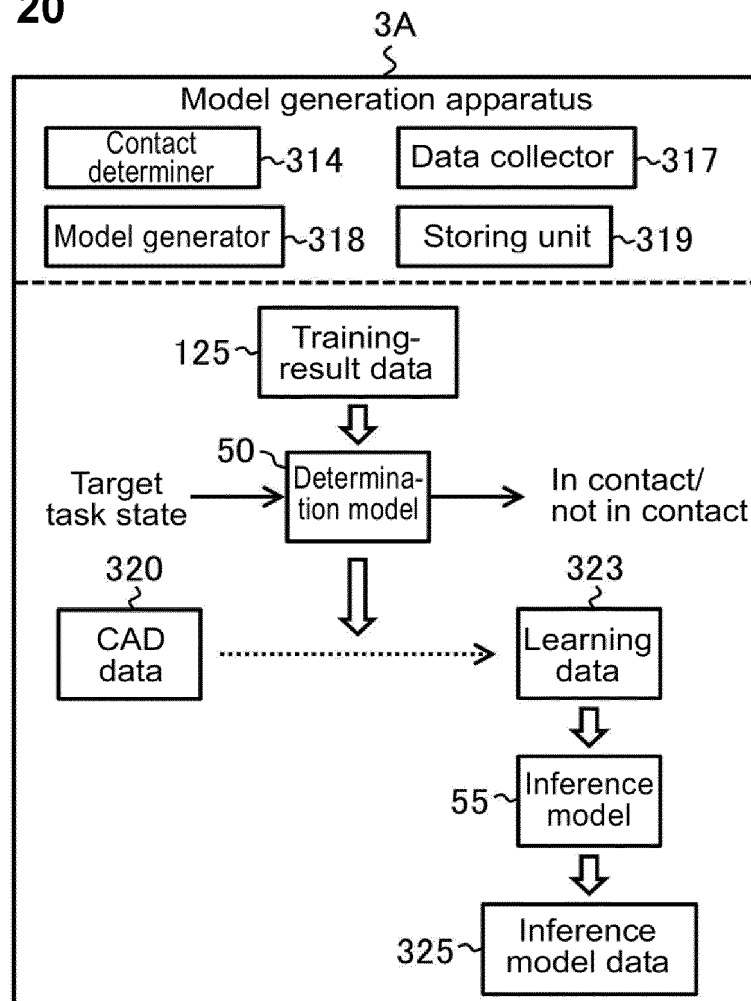 20
3A
Model generation apparatus
Contact
determiner
314
Data collector
317
Model generator
318
Storing unit
319
Training-
result data
125
50
Determina-
tion model
Target
task state
In contact/
not in contact
320
CAD
data
323
Learning
data
55
Inference
model
325
Inference
model data